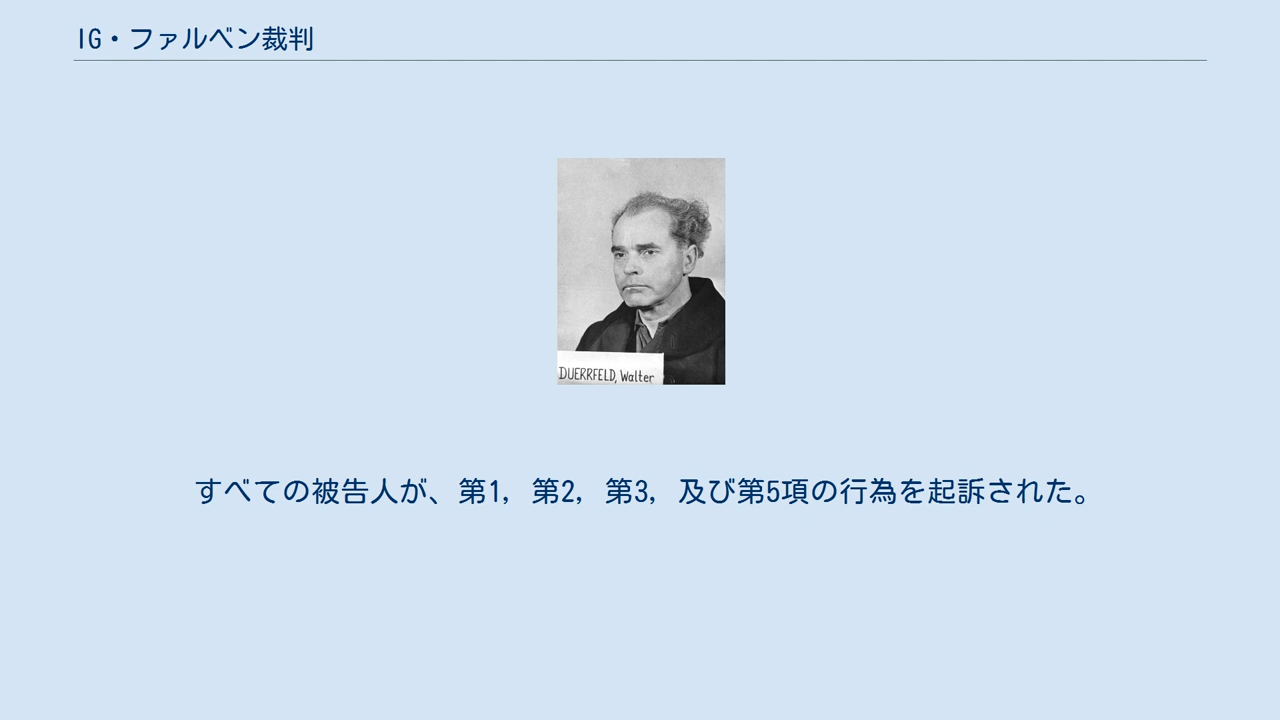 IG・ファルベン裁判
DUERRFELD, Walter
すべての被告人が、第1, 第2, 第3, 及び第5項の行為を起訴された。